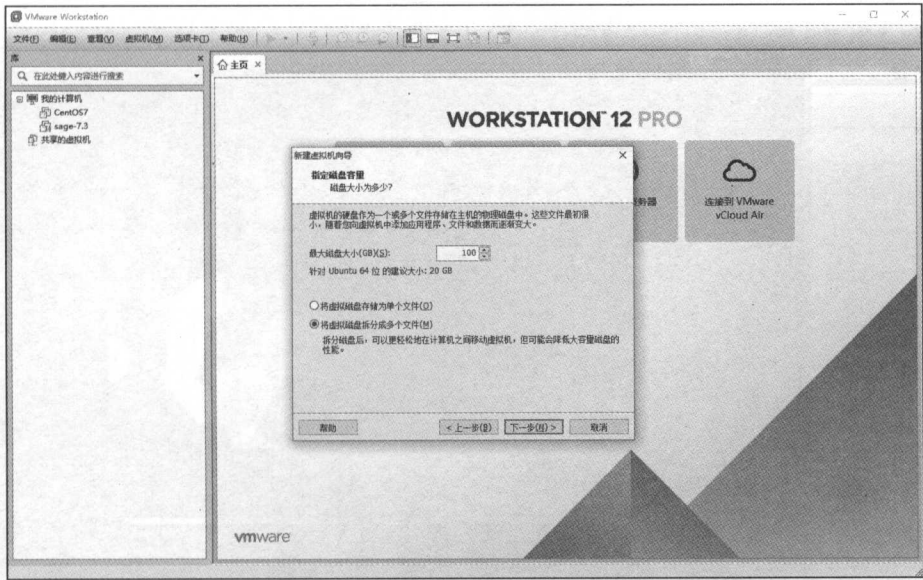 VMware Workstation
文件(F) 编辑(E) 查看(V) 虚拟机(M) 选项卡(T) 帮助(H)
库
主页
在此处键入内容进行搜索
我的计算机
CentOS7
sage-7.3
共享的虚拟机
WORKSTATION™ 12 PRO
新建虚拟机向导
指定磁盘容量
磁盘大小为多少?
虚拟机的硬盘作为一个或多个文件存储在主机的物理磁盘中。这些文件最初很
小,随着您向虚拟机中添加应用程序、文件和数据而逐渐变大。
最大磁盘大小(GB)(S): 100
针对 Ubuntu 64 位 的建议大小: 20 GB
将虚拟磁盘存储为单个文件(O)
将虚拟磁盘拆分成多个文件(M)
拆分磁盘后,可以更轻松地在计算机之间移动虚拟机,但可能会降低大容量磁盘的
性能。
帮助 < 上一步(B) 下一步(N) > 取消
务器
连接到 VMware
vCloud Air
vmware